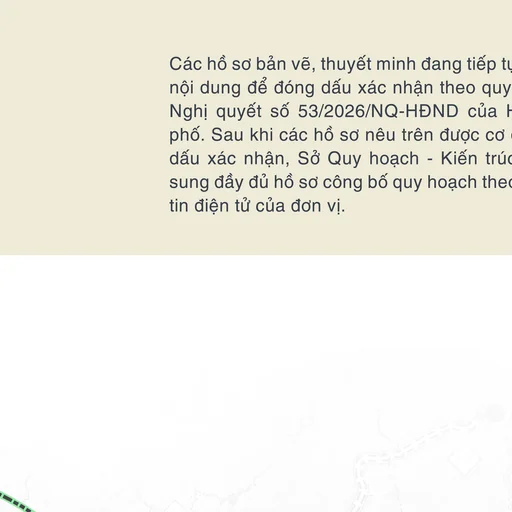 Các hồ sơ bản vẽ, thuyết minh đang tiếp
nội dung để đóng dấu xác nhận theo quy
Nghị quyết số 53/2026/NQ-HĐND của
phố. Sau khi các hồ sơ nêu trên được cơ
dấu xác nhận, Sở Quy hoạch - Kiến trúc
sung đầy đủ hồ sơ công bố quy hoạch theo
tin điện tử của đơn vị.